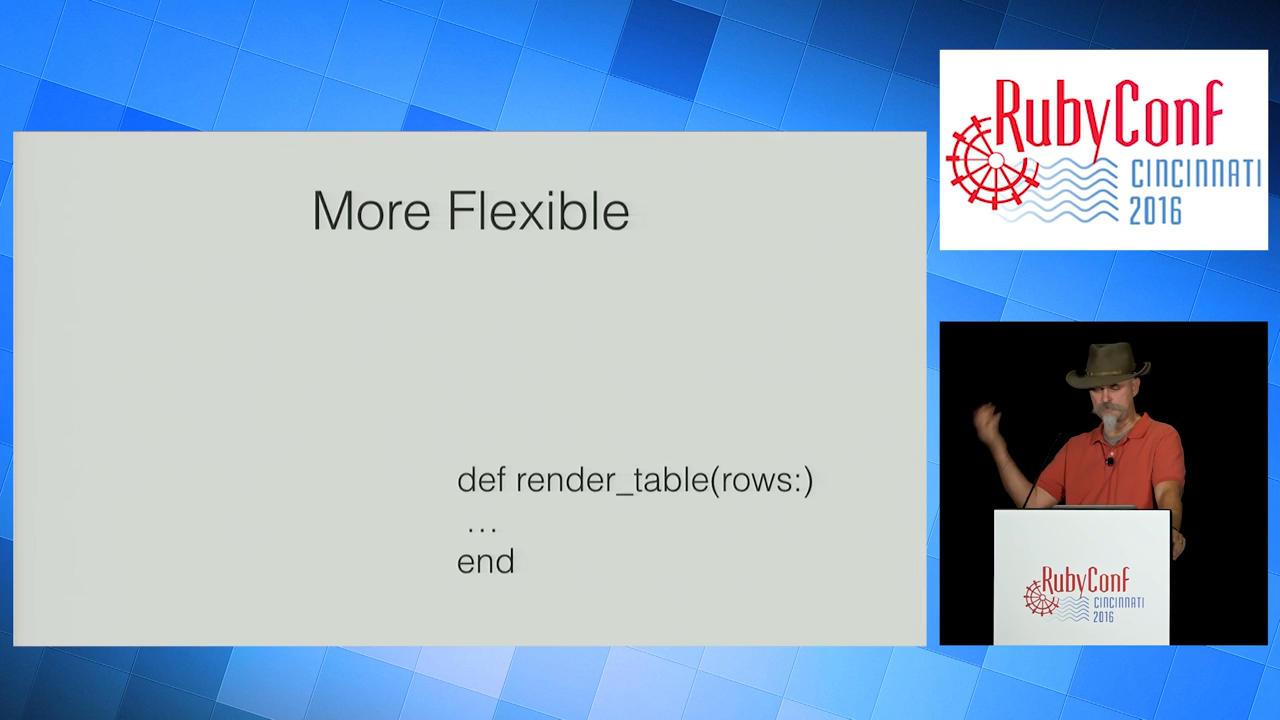 More Flexible
def render_table(rows:)
...
end
RubyConf
CINCINNATI
2016
RubyConf
CINCINNATI
2016